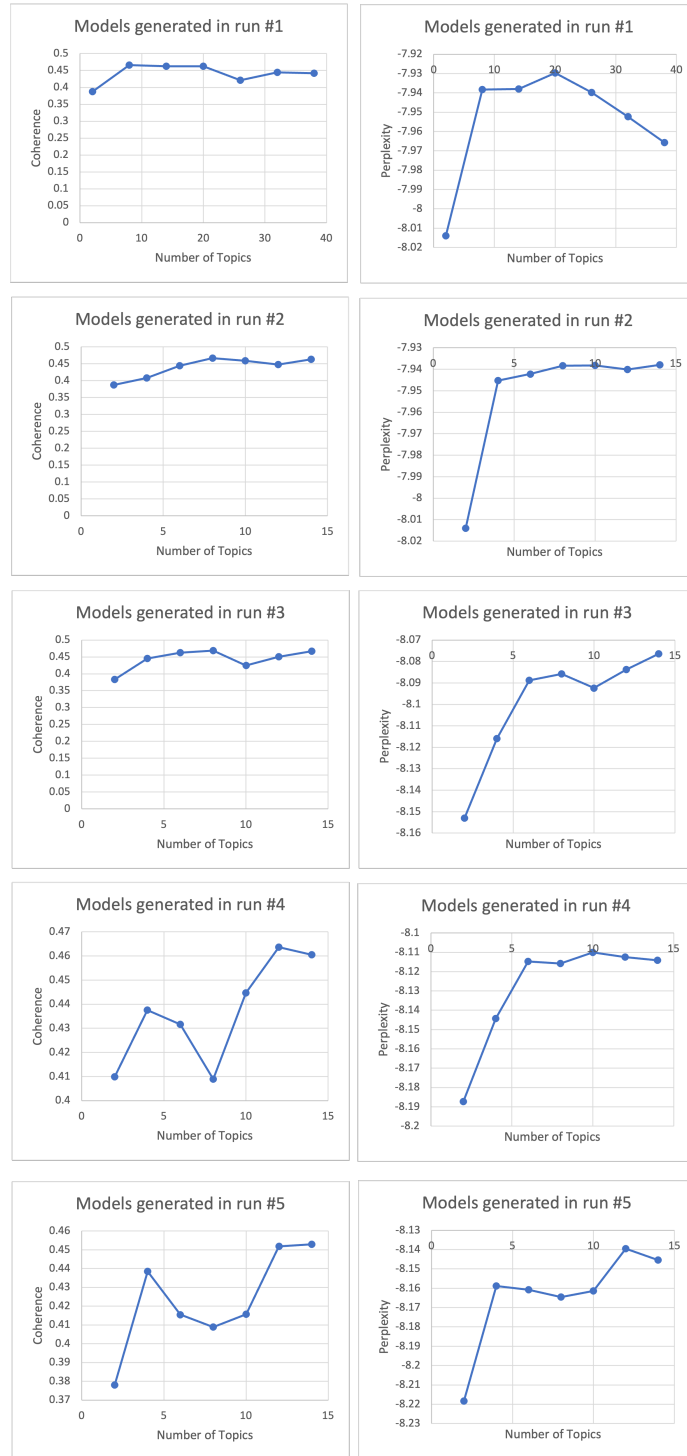 Models generated in run #1
0.5
0.45
0.4
0.35
0.3
0.25
0.2
0.15
0.1
0.05
0
Coherence
0 10 20 30 40
Number of Topics
Models generated in run #1
-7.92
-7.93
-7.94
-7.95
-7.96
-7.97
-7.98
-7.99
-8
-8.01
-8.02
Perplexity
0 10 20 30 40
Number of Topics
Models generated in run #2
0.5
0.45
0.4
0.35
0.3
0.25
0.2
0.15
0.1
0.05
0
Coherence
0 5 10 15
Number of Topics
Models generated in run #2
-7.93
-7.94
-7.95
-7.96
-7.97
-7.98
-7.99
-8
-8.01
-8.02
Perplexity
0 5 10 15
Number of Topics
Models generated in run #3
0.5
0.45
0.4
0.35
0.3
0.25
0.2
0.15
0.1
0.05
0
Coherence
0 5 10 15
Number of Topics
Models generated in run #3
-8.07
-8.08
-8.09
-8.1
-8.11
-8.12
-8.13
-8.14
-8.15
-8.16
Perplexity
0 5 10 15
Number of Topics
Models generated in run #4
0.47
0.46
0.45
0.44
0.43
0.42
0.41
0.4
Coherence
0 5 10 15
Number of Topics
Models generated in run #4
-8.1
-8.11
-8.12
-8.13
-8.14
-8.15
-8.16
-8.17
-8.18
-8.19
-8.2
Perplexity
0 5 10 15
Number of Topics
Models generated in run #5
0.46
0.45
0.44
0.43
0.42
0.41
0.4
0.39
0.38
0.37
Coherence
0 5 10 15
Number of Topics
Models generated in run #5
-8.13
-8.14
-8.15
-8.16
-8.17
-8.18
-8.19
-8.2
-8.21
-8.22
-8.23
Perplexity
0 5 10 15
Number of Topics